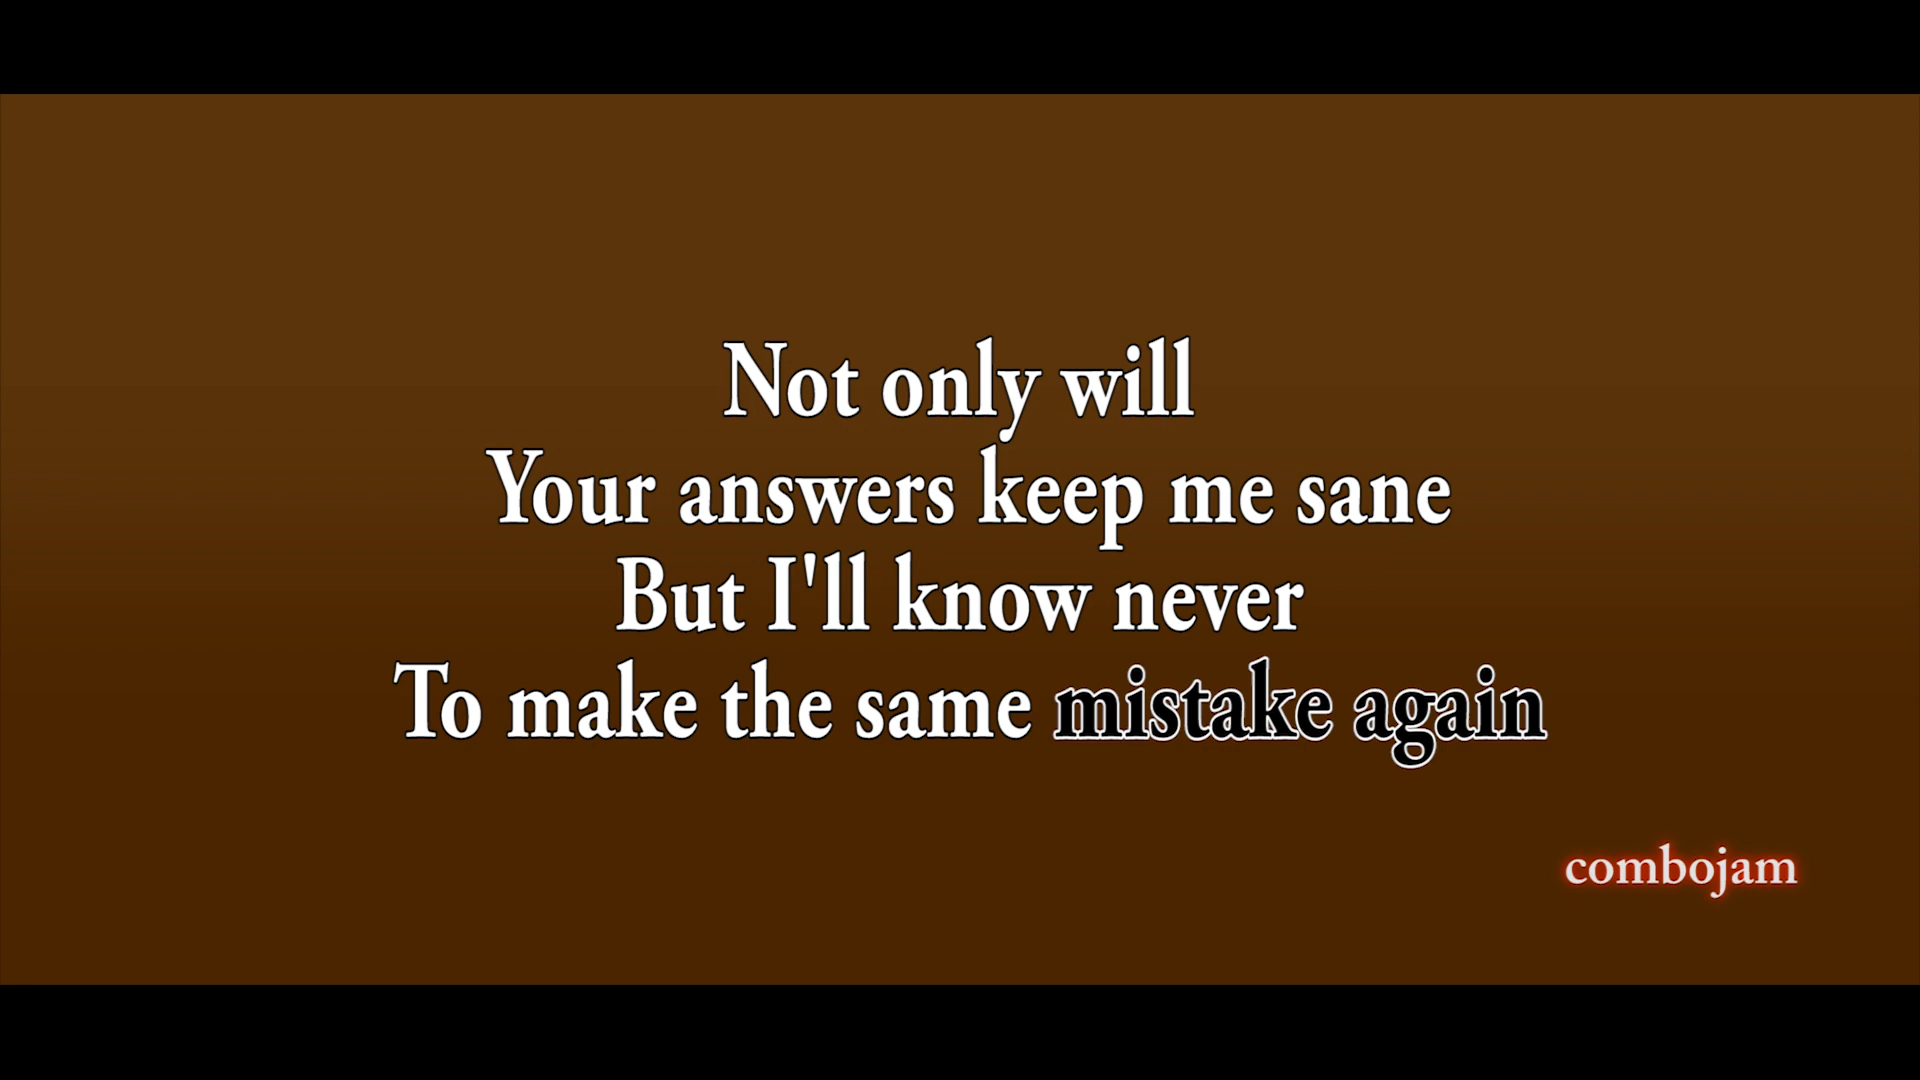 Not only will
Your answers keep me sane
But I'll know never
To make the same mistake again
combojam